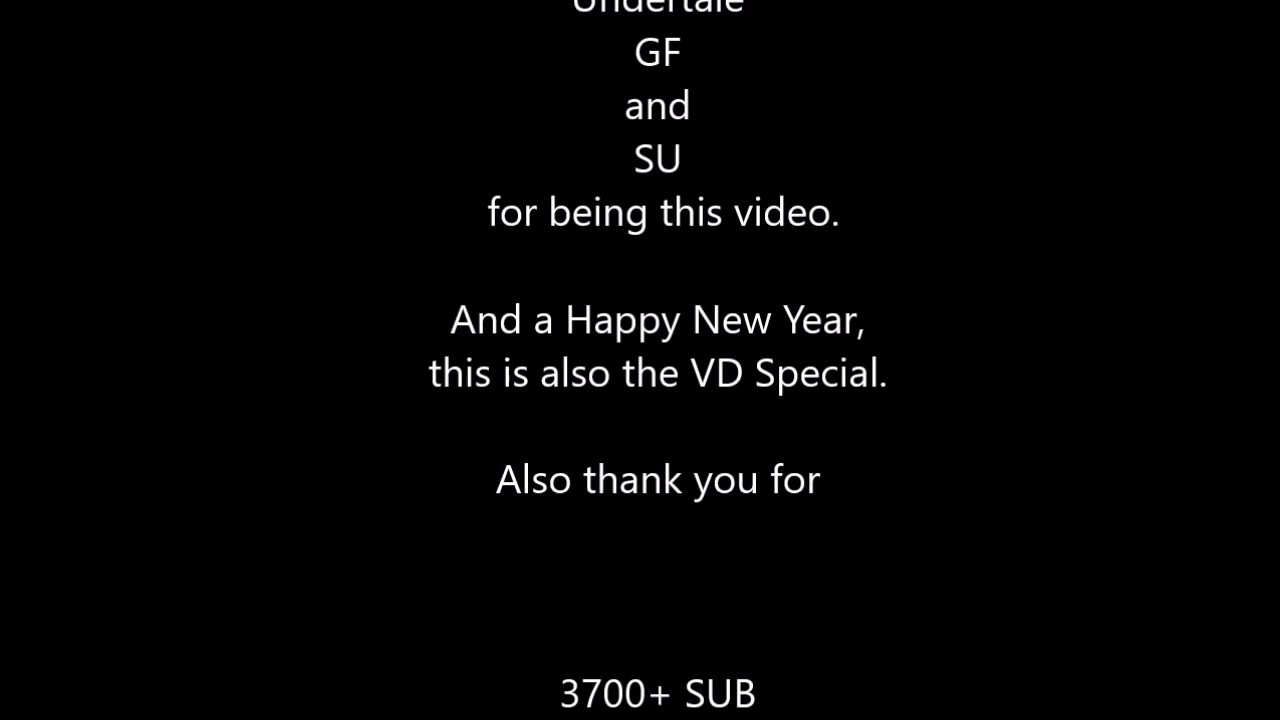 Undertale
GF
and
SU
for being this video.
And a Happy New Year,
this is also the VD Special.
Also thank you for
3700+ SUB